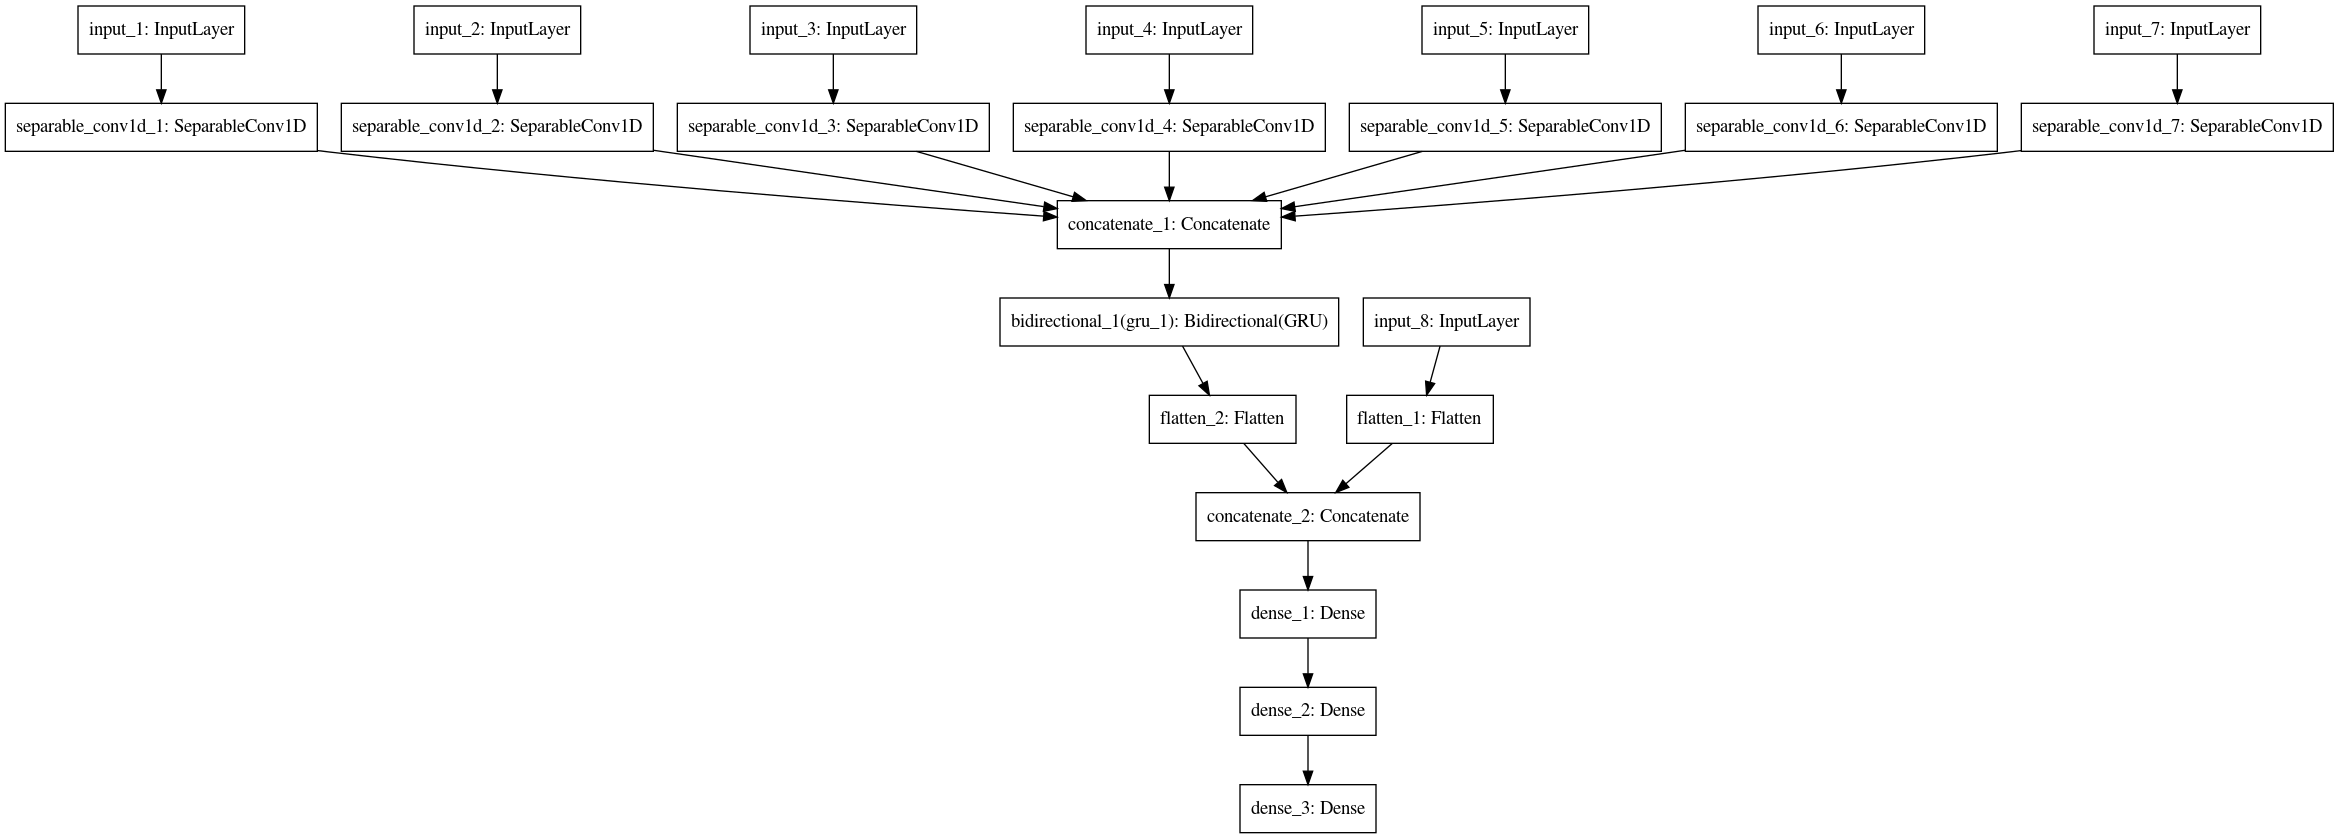 input_1: InputLayer
input_2: InputLayer
input_3: InputLayer
input_4: InputLayer
input_5: InputLayer
input_6: InputLayer
input_7: InputLayer
separable_conv1d_1: SeparableConv1D
separable_conv1d_2: SeparableConv1D
separable_conv1d_3: SeparableConv1D
separable_conv1d_4: SeparableConv1D
separable_conv1d_5: SeparableConv1D
separable_conv1d_6: SeparableConv1D
separable_conv1d_7: SeparableConv1D
concatenate_1: Concatenate
bidirectional_1(gru_1): Bidirectional(GRU)
input_8: InputLayer
flatten_2: Flatten
flatten_1: Flatten
concatenate_2: Concatenate
dense_1: Dense
dense_2: Dense
dense_3: Dense